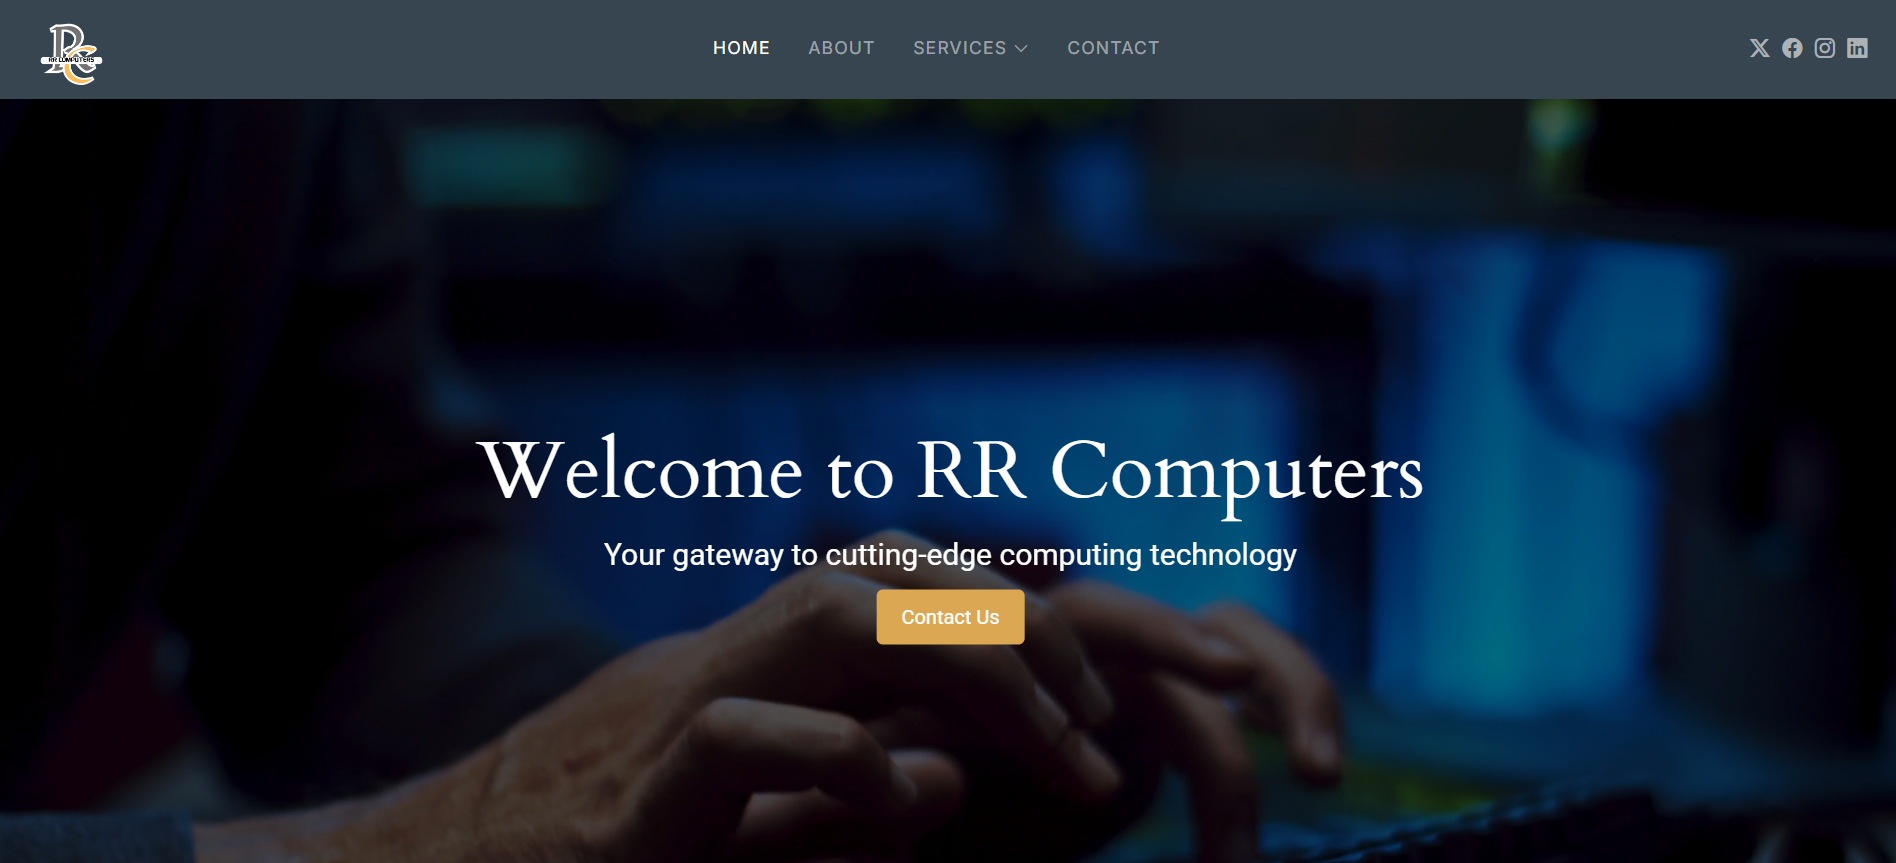 RR COMPUTERS
HOME ABOUT SERVICES CONTACT
Welcome to RR Computers
Your gateway to cutting-edge computing technology
Contact Us